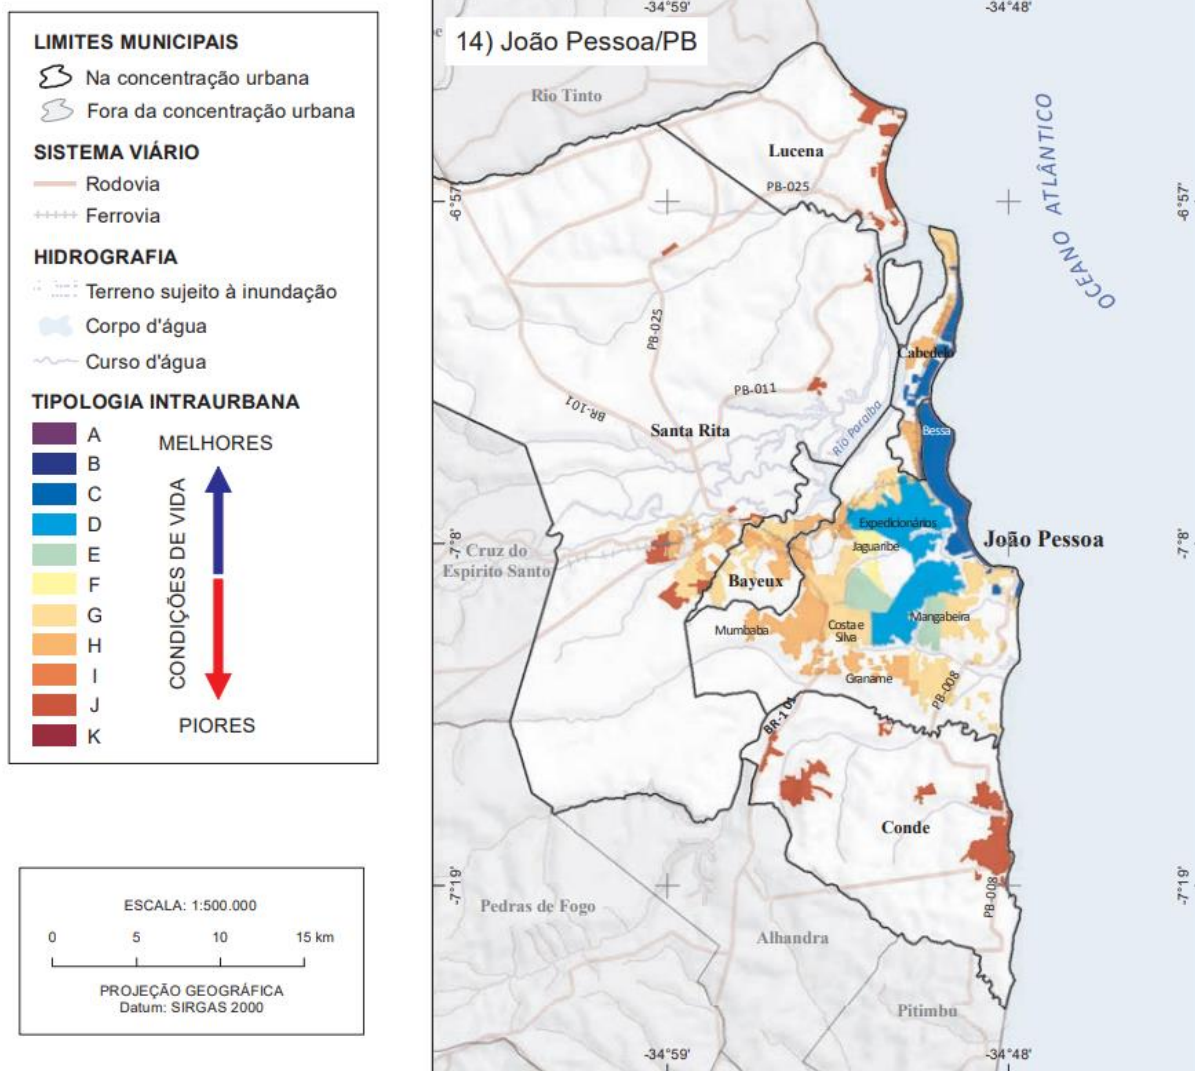 LIMITES MUNICIPAIS
Na concentração urbana
Fora da concentração urbana
SISTEMA VIÁRIO
Rodovia
Ferrovia
HIDROGRAFIA
Terreno sujeito à inundação
Corpo d'água
Curso d'água
TIPOLOGIA INTRAURBANA
A
B
C
D
E
F
G
H
I
J
K
MELHORES
CONDIÇÕES DE VIDA
PIORES
ESCALA: 1:500.000
0 5 10 15 km
PROJEÇÃO GEOGRÁFICA
Datum: SIRGAS 2000
-34°59' -34°48'
14) João Pessoa/PB
Rio Tinto
Lucena
PB-025
-6°57' -6°57'
OCEANO ATLÂNTICO
PB-025
Cabedelo
PB-011
BR-101
Santa Rita
Rio Paraíba
Bessa
Expedicionários
João Pessoa
Jaguaribe
-7°8' -7°8'
Cruz do
Espírito Santo
Bayeux
Mangabeira
Mumbaba
Costa e
Silva
Graname
PB-008
BR-101
Conde
-7°19' -7°19'
PB-008
Pedras de Fogo
Alhandra
Pitimbu
-34°59' -34°48'